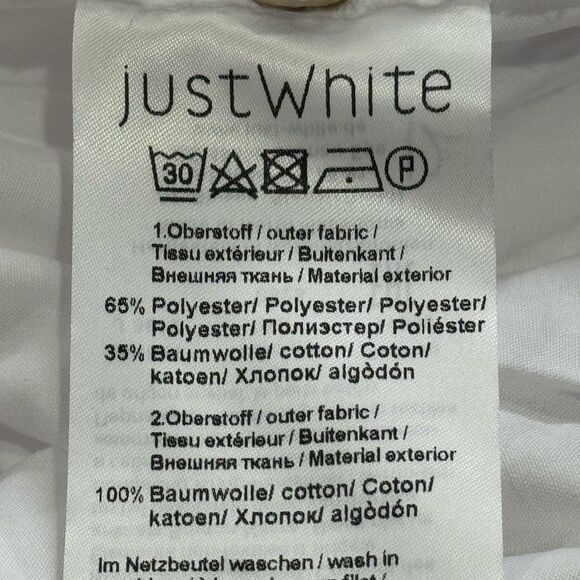 justWhite
30 P
1.Oberstoff / outer fabric /
Tissu extérieur / Buitenkant /
Внешняя ткань / Material exterior
65% Polyester/ Polyester/ Polyester/
Polyester/ Полиэстер/ Poliéster
35% Baumwolle/ cotton/ Coton/
katoen/ Хлопок/ algòdón
2.Oberstoff / outer fabric /
Tissu extérieur / Buitenkant /
Внешняя ткань / Material exterior
100% Baumwolle/ cotton/ Coton/
katoen/ Хлопок/ algòdón
Im Netzbeutel waschen / wash in